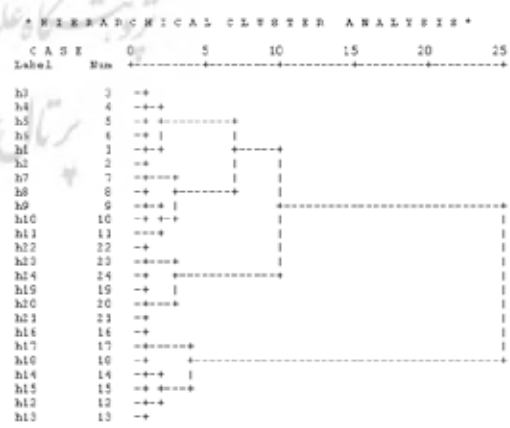 * H I E R A R C H I C A L C L U S T E R A N A L Y S I S *
C A S E 0 5 10 15 20 25
Label Num +---------+---------+---------+---------+---------+
h3 3
h4 4
h5 5
h6 6
h1 1
h2 2
h7 7
h8 8
h9 9
h10 10
h11 11
h22 22
h23 23
h24 24
h19 19
h20 20
h21 21
h16 16
h17 17
h18 18
h14 14
h15 15
h12 12
h13 13